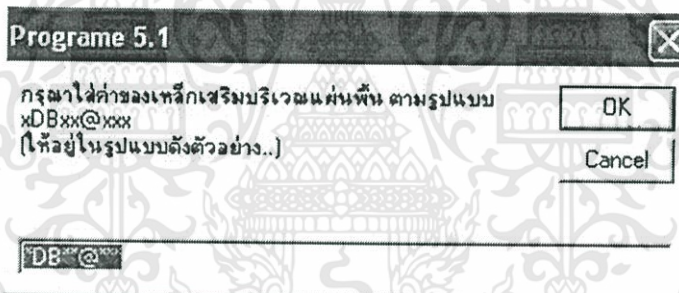 Programe 5.1
กรุณาใส่ค่าของเหล็กเสริมบริเวณแผ่นพื้น ตามรูปแบบ
xDBxx@xxx
(ให้อยู่ในรูปแบบดังตัวอย่าง..)
OK
Cancel
xDBxx@xxx